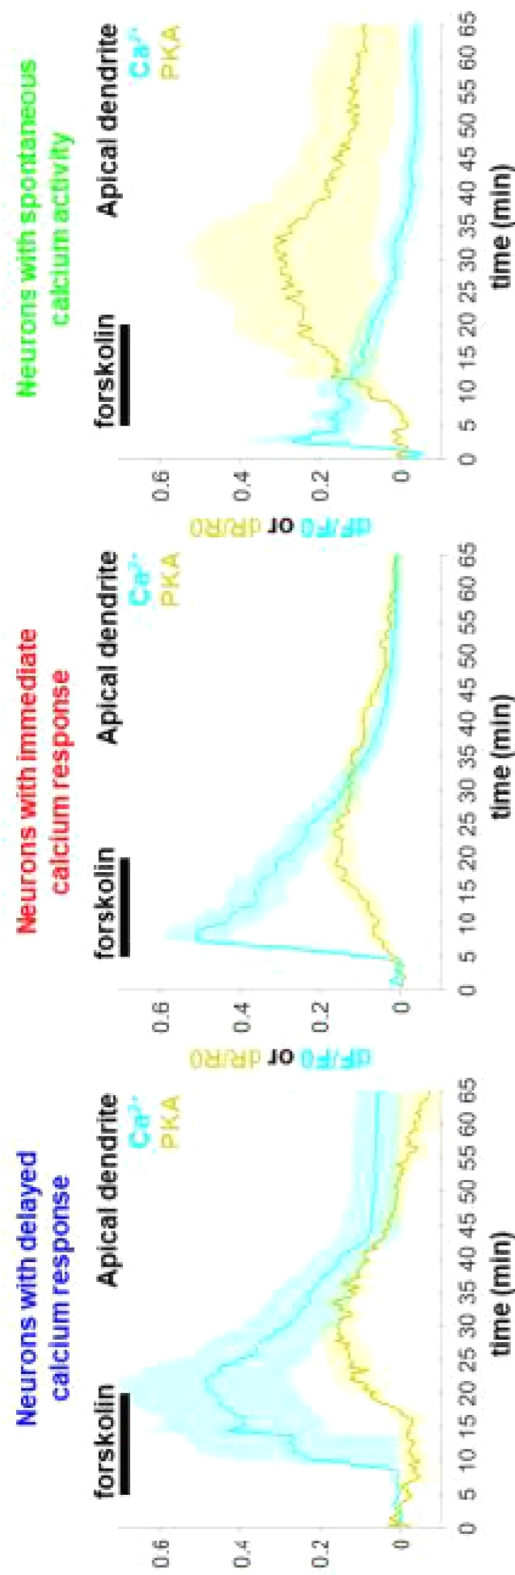 Neurons with delayed
calcium response
forskolin
Apical dendrite
Ca²⁺
PKA
0.6
0.4
0.2
0
0 5 10 15 20 25 30 35 40 45 50 55 60 65
time (min)
Neurons with immediate
calcium response
forskolin
Apical dendrite
Ca²⁺
PKA
dF/F0 or dR/R0
0.6
0.4
0.2
0
0 5 10 15 20 25 30 35 40 45 50 55 60 65
time (min)
Neurons with spontaneous
calcium activity
forskolin
Apical dendrite
Ca²⁺
PKA
dF/F0 or dR/R0
0.6
0.4
0.2
0
0 5 10 15 20 25 30 35 40 45 50 55 60 65
time (min)